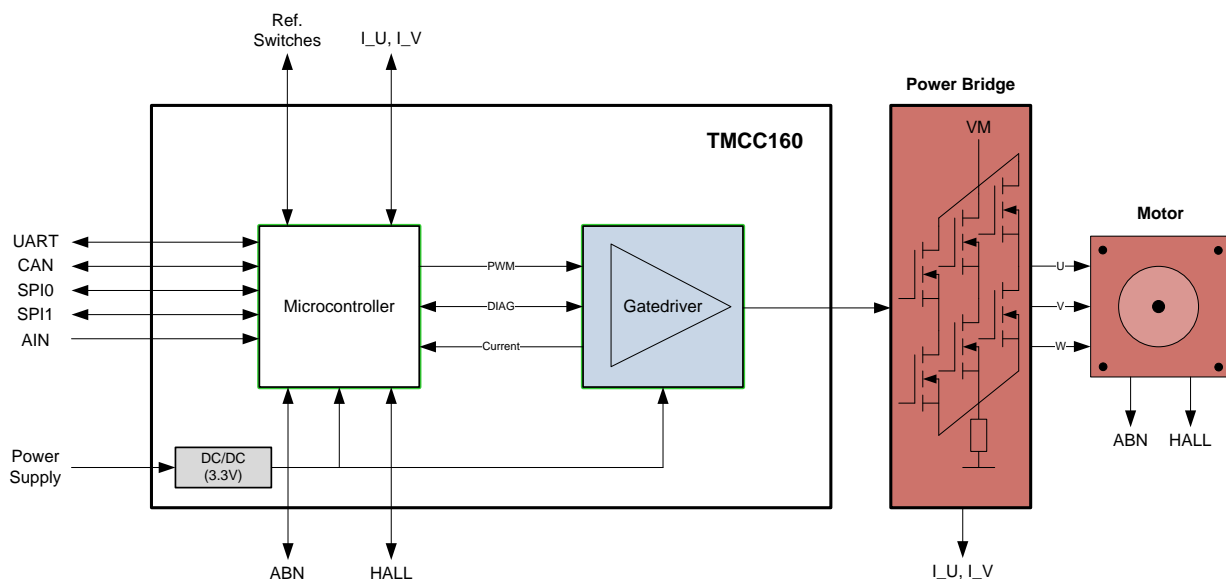 Ref.
Switches
I_U, I_V
Power Bridge
TMCC160
VM
Motor
UART
CAN
SPI0
SPI1
AIN
Microcontroller
PWM
DIAG
Current
Gatedriver
U
V
W
ABN
HALL
Power
Supply
DC/DC
(3.3V)
ABN
HALL
I_U, I_V